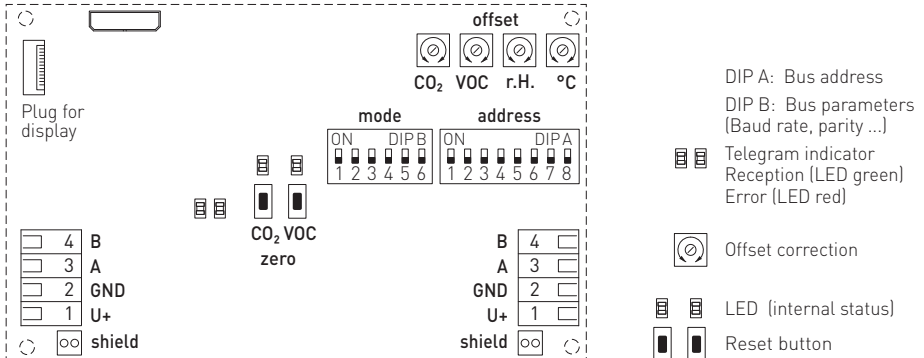 offset
CO₂ VOC r.H. °C
Plug for
display
mode address
ON DIP B ON DIP A
1 2 3 4 5 6 1 2 3 4 5 6 7 8
CO₂ VOC
zero
4 B
3 A
2 GND
1 U+
shield
B 4
A 3
GND 2
U+ 1
shield
DIP A: Bus address
DIP B: Bus parameters
(Baud rate, parity ...)
Telegram indicator
Reception (LED green)
Error (LED red)
Offset correction
LED (internal status)
Reset button